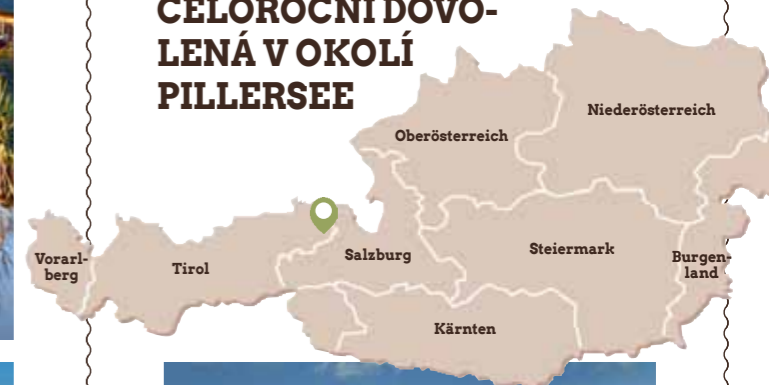 CELOROČNÍ DOVO-
LENÁ V OKOLÍ
PILLERSEE
Niederösterreich
Oberösterreich
Vorarl-
berg
Tirol
Salzburg
Steiermark
Burgen-
land
Kärnten